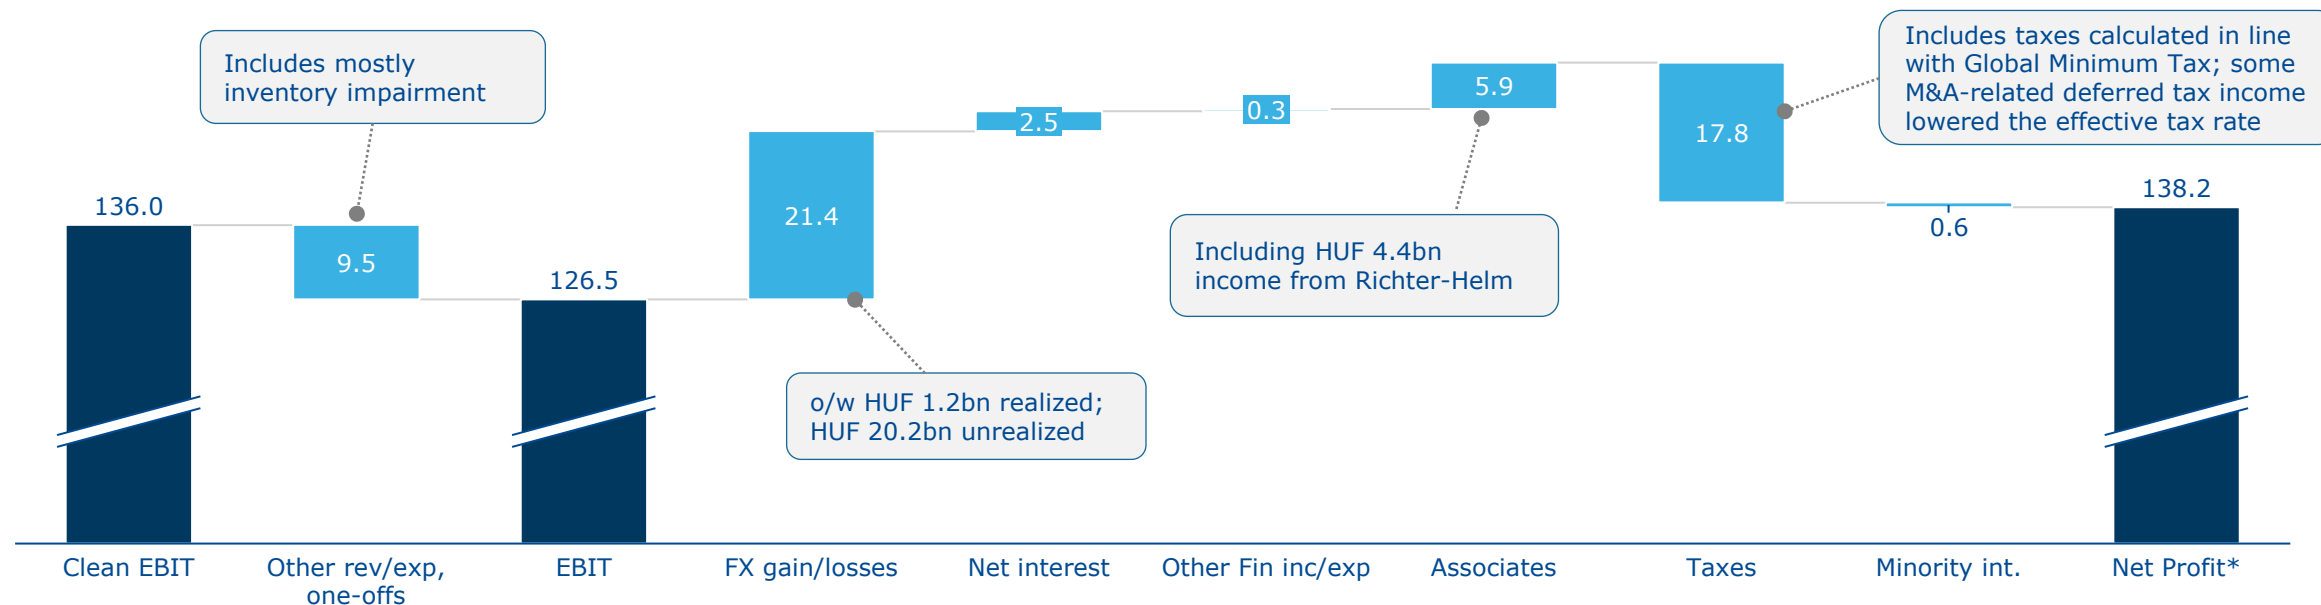 Includes mostly
inventory impairment
Includes taxes calculated in line
with Global Minimum Tax; some
M&A-related deferred tax income
lowered the effective tax rate
136.0
9.5
126.5
21.4
2.5
0.3
5.9
17.8
0.6
138.2
Including HUF 4.4bn
income from Richter-Helm
o/w HUF 1.2bn realized;
HUF 20.2bn unrealized
Clean EBIT
Other rev/exp,
one-offs
EBIT
FX gain/losses
Net interest
Other Fin inc/exp
Associates
Taxes
Minority int.
Net Profit*